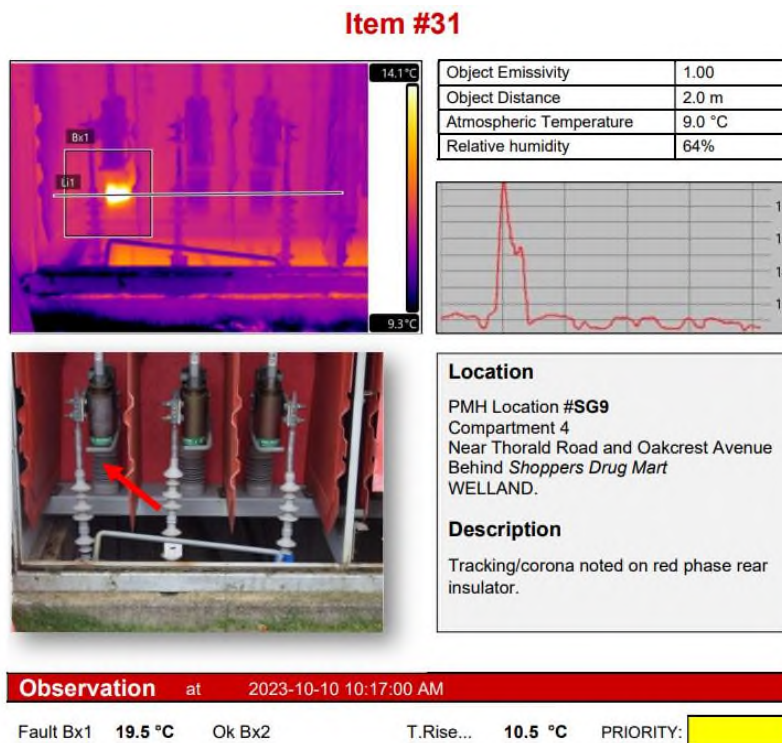 Item #31
14.1°C
Bx1
Li1
9.3°C
Object Emissivity 1.00
Object Distance 2.0 m
Atmospheric Temperature 9.0 °C
Relative humidity 64%
Location
PMH Location #SG9
Compartment 4
Near Thorald Road and Oakcrest Avenue
Behind Shoppers Drug Mart
WELLAND.
Description
Tracking/corona noted on red phase rear
insulator.
Observation at 2023-10-10 10:17:00 AM
Fault Bx1 19.5 °C Ok Bx2 T.Rise... 10.5 °C PRIORITY: